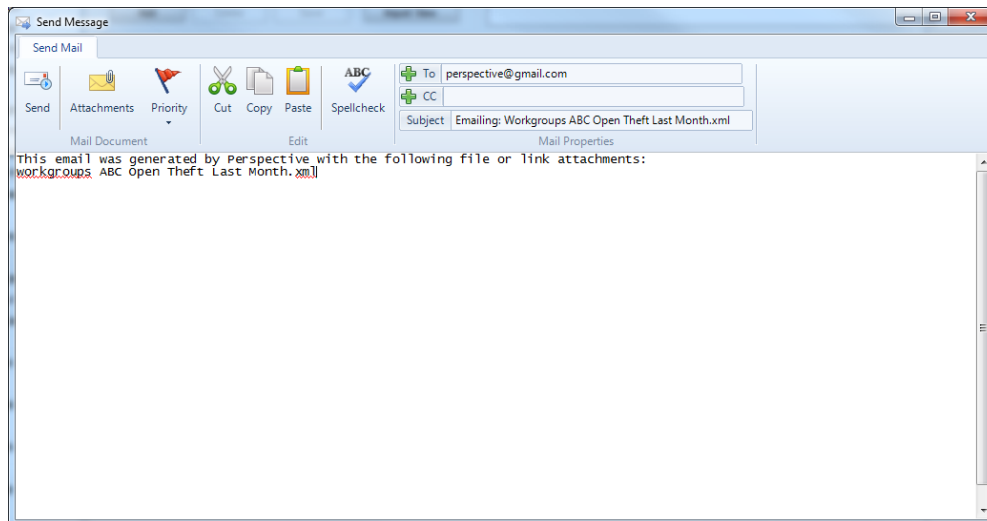 Send Message
Send Mail
Send
Attachments
Priority
Cut
Copy
Paste
ABC
Spellcheck
To perspective@gmail.com
CC
Subject Emailing: Workgroups ABC Open Theft Last Month.xml
Mail Document
Edit
Mail Properties
This email was generated by Perspective with the following file or link attachments:
workgroups ABC Open Theft Last Month.xml